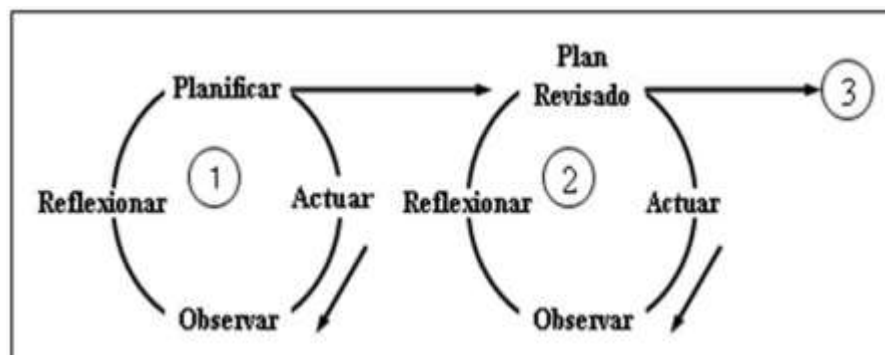 Planificar
1
Reflexionar
Actuar
Observar
Plan
Revisado
2
Reflexionar
Actuar
Observar
3